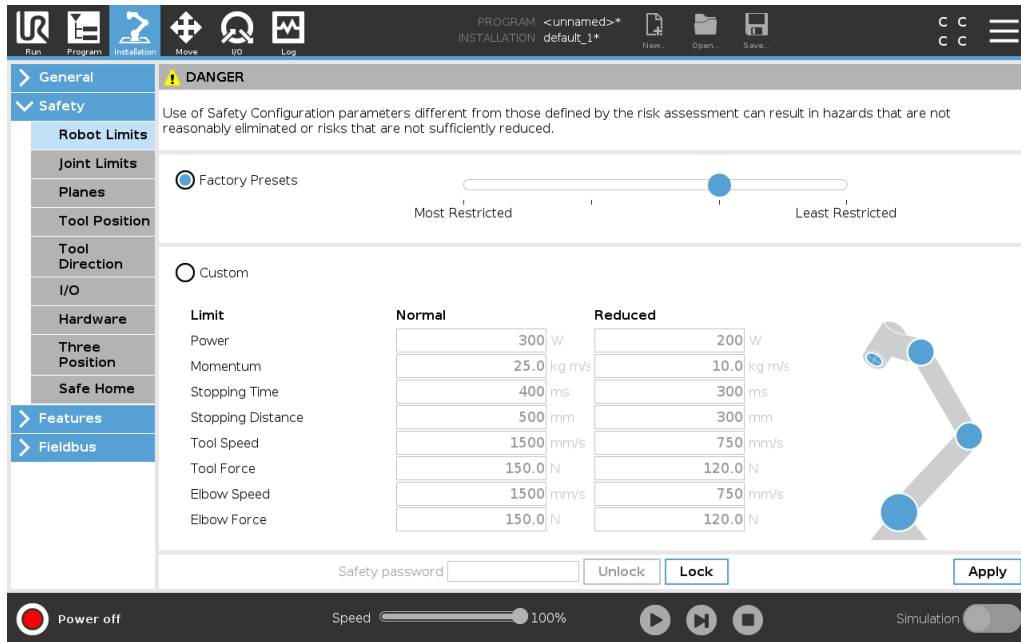 PROGRAM <unnamed>*
INSTALLATION default_1*
UR
Run
Program
Installation
Move
I/O
Log
New...
Open...
Save...
C C
C C
General
Safety
Robot Limits
Joint Limits
Planes
Tool Position
Tool
Direction
I/O
Hardware
Three
Position
Safe Home
Features
Fieldbus
! DANGER
Use of Safety Configuration parameters different from those defined by the risk assessment can result in hazards that are not
reasonably eliminated or risks that are not sufficiently reduced.
Factory Presets
Most Restricted Least Restricted
Custom
Limit Normal Reduced
Power 300 W 200 W
Momentum 25.0 kg m/s 10.0 kg m/s
Stopping Time 400 ms 300 ms
Stopping Distance 500 mm 300 mm
Tool Speed 1500 mm/s 750 mm/s
Tool Force 150.0 N 120.0 N
Elbow Speed 1500 mm/s 750 mm/s
Elbow Force 150.0 N 120.0 N
Safety password Unlock Lock Apply
Power off Speed 100% Simulation